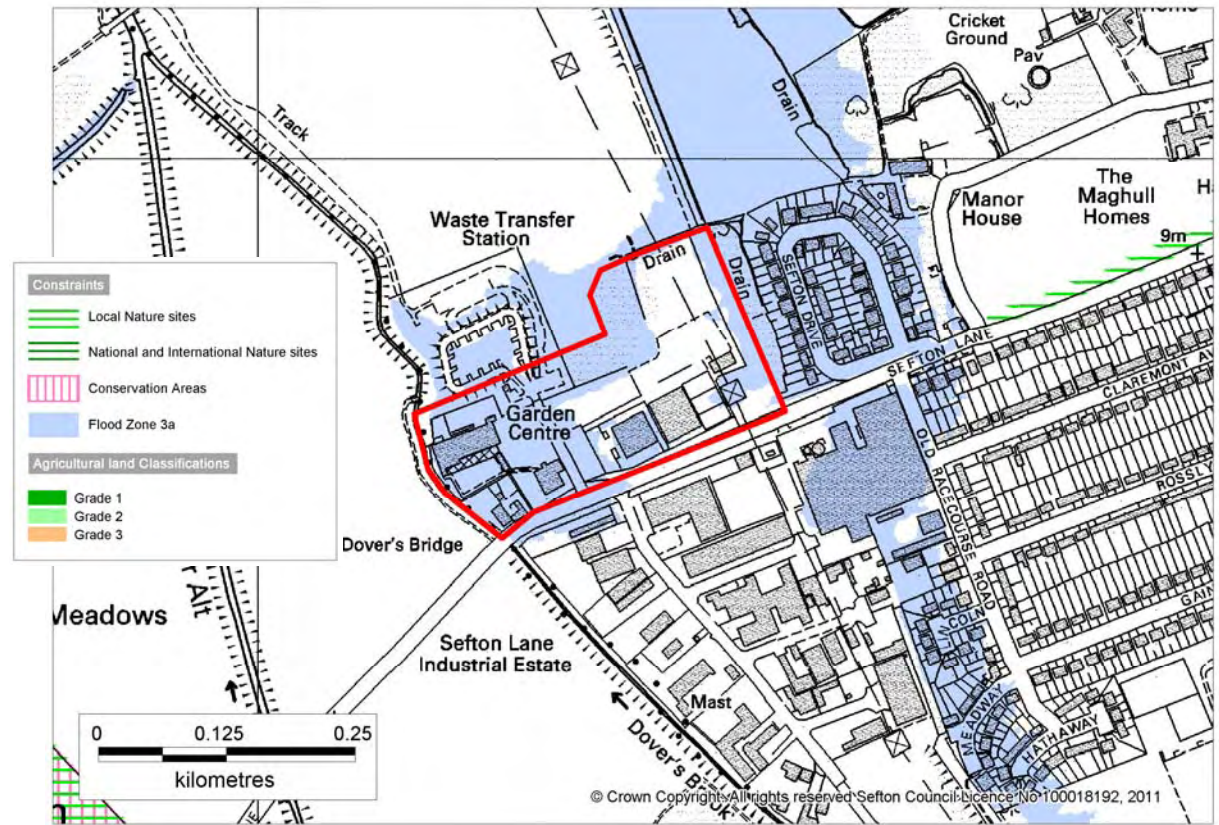 Cricket
Ground
Pav
Drain
Track
Waste Transfer
Station
Manor
House
The
Maghull
Homes
9m
Drain
Drain
SEFTON DRIVE
SEFTON LANE
CLAREMONT
Constraints
Local Nature sites
National and International Nature sites
Conservation Areas
Flood Zone 3a
Agricultural land Classifications
Grade 1
Grade 2
Grade 3
Garden
Centre
OLD RACECOURSE ROAD
Dover's Bridge
Meadows
Alt
Sefton Lane
Industrial Estate
Mast
Dover's Brook
MEADWAY
HATHAWAY
0 0.125 0.25
kilometres
© Crown Copyright. All rights reserved Sefton Council Licence No 100018192, 2011